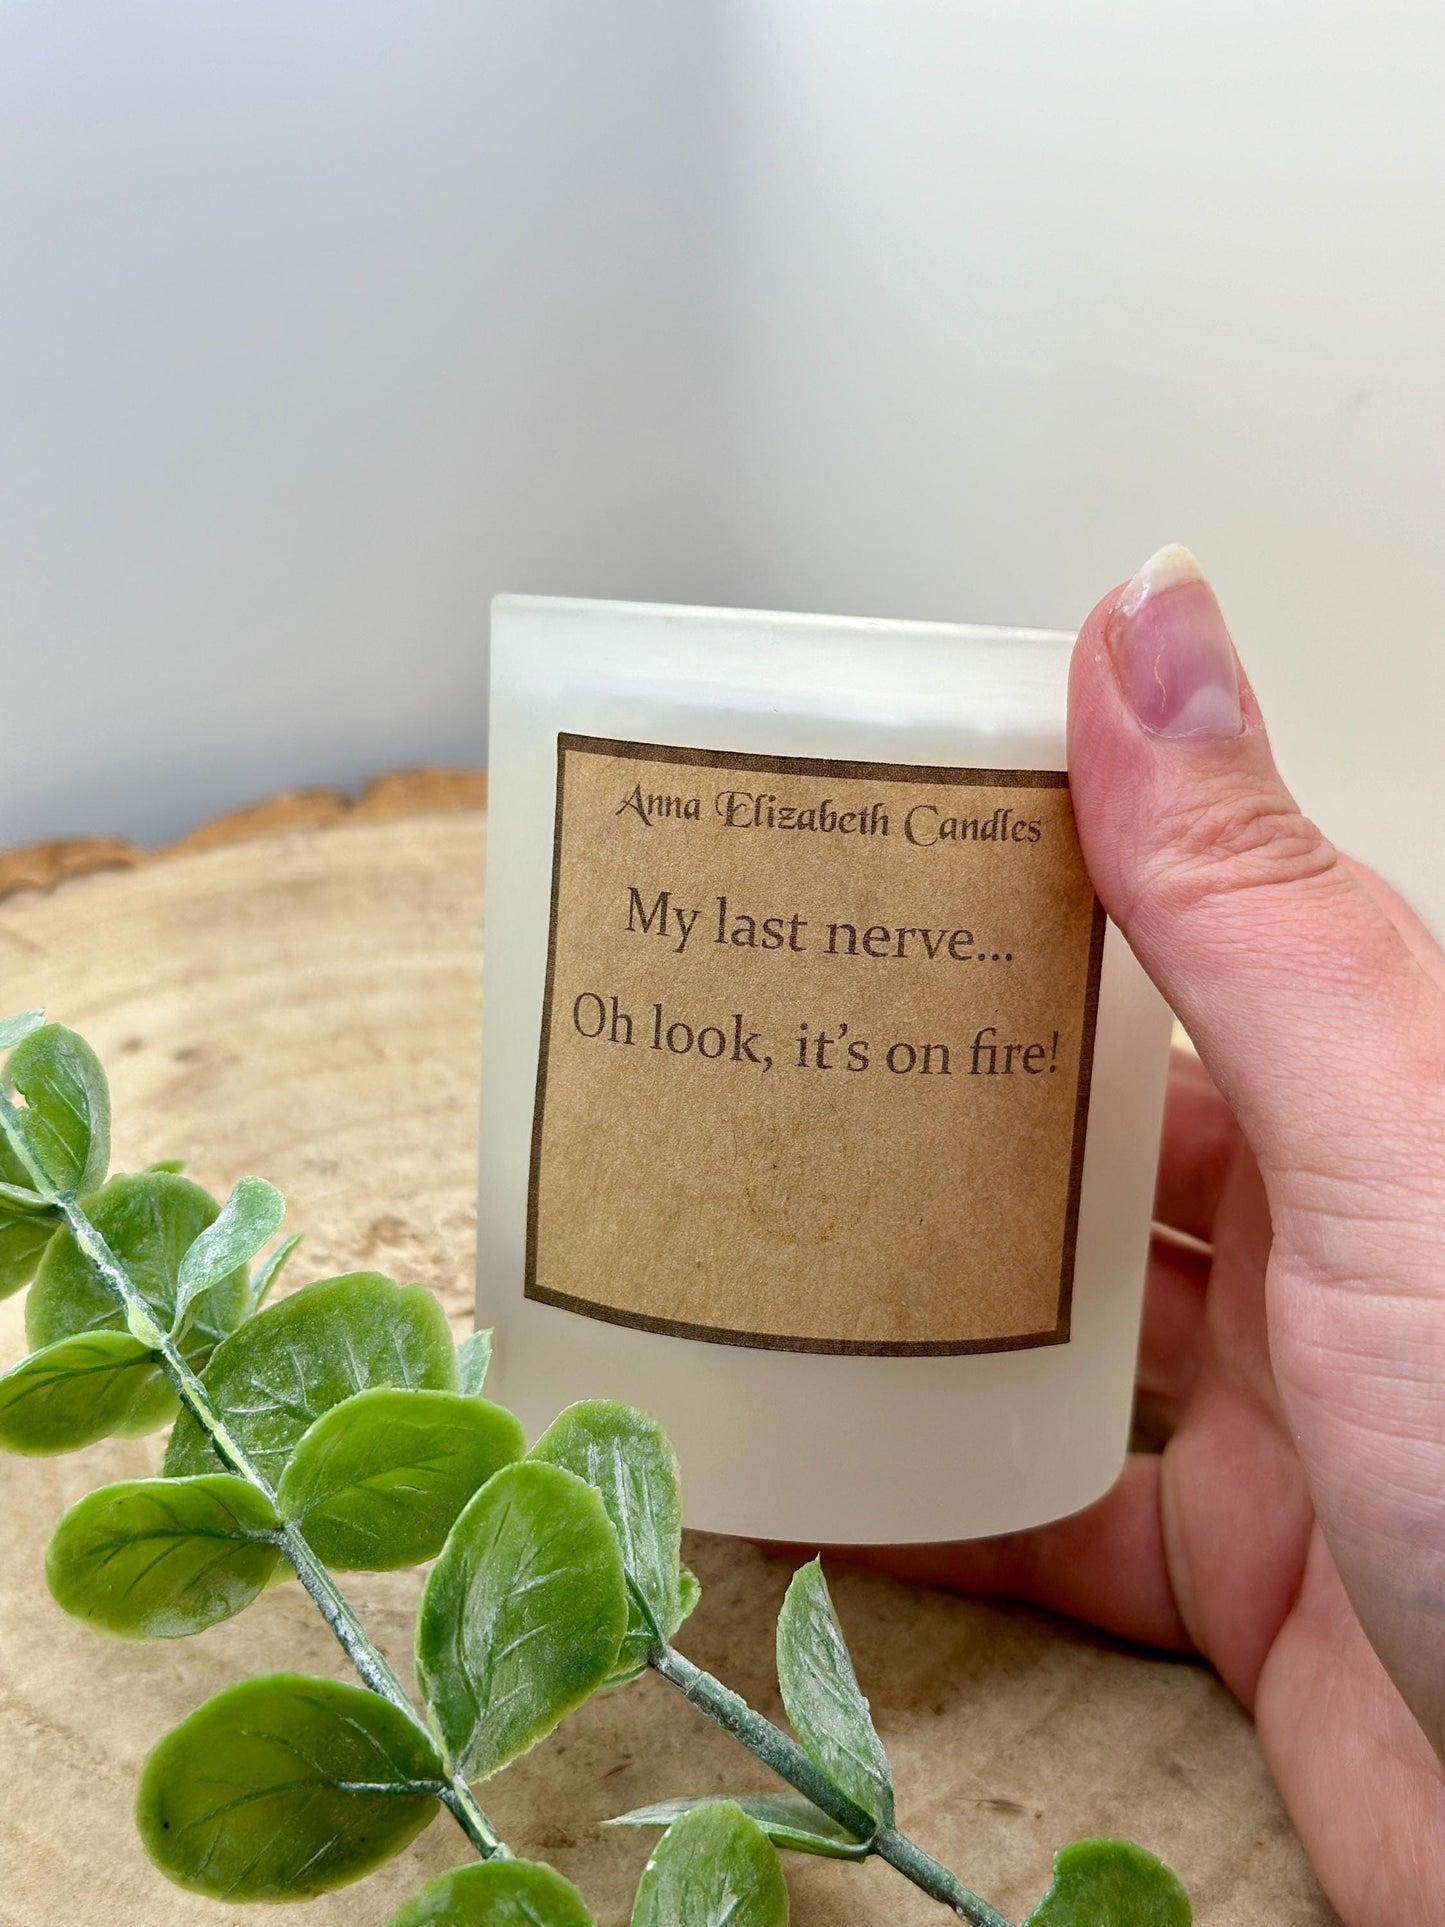 Anna Elizabeth Candles
My last nerve...
Oh look, it's on fire!